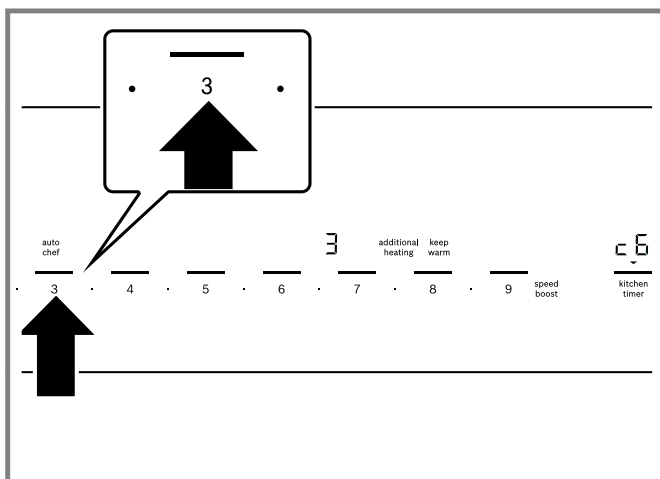 3
auto
chef
3
additional
heating
keep
warm
c6
3 · 4 · 5 · 6 · 7 · 8 · 9
speed
boost
kitchen
timer